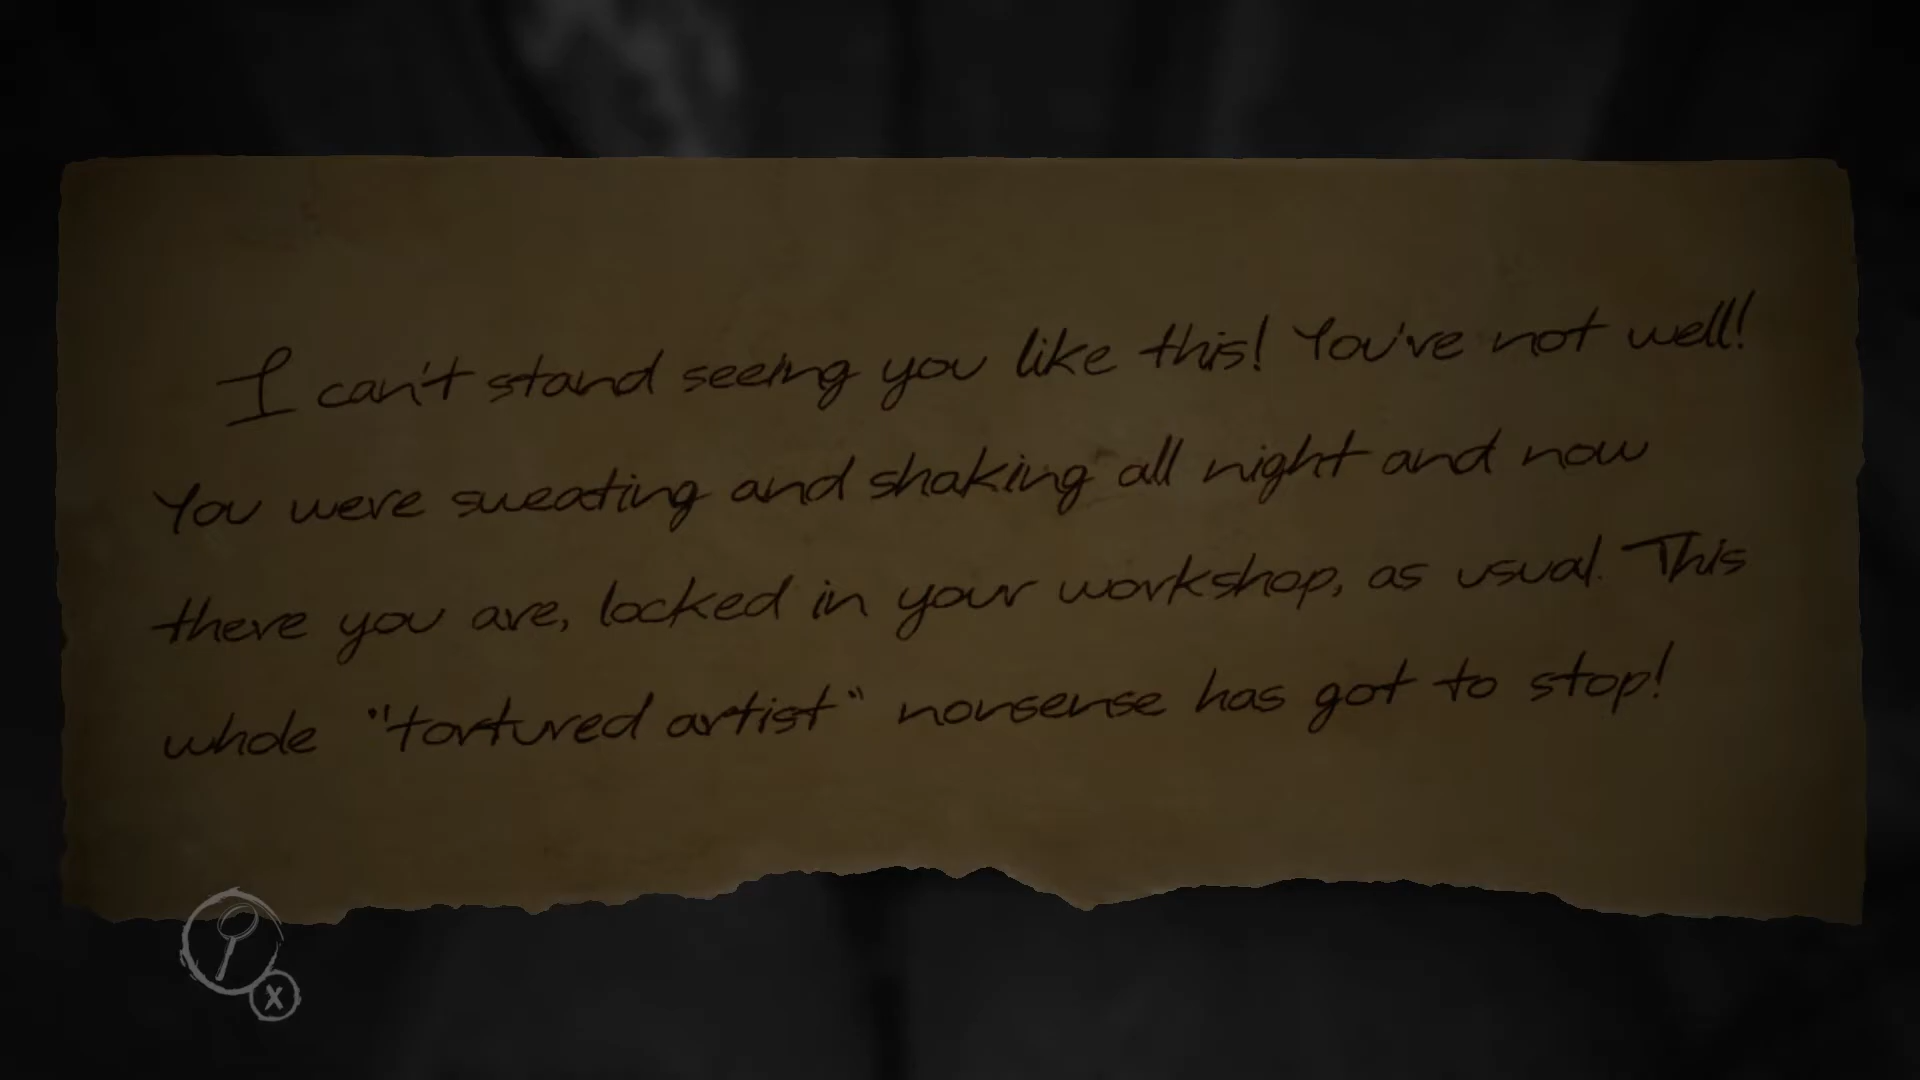 I can't stand seeing you like this! You've not well!
You were sweating and shaking all night and now
there you are, locked in your workshop, as usual. This
whole "tortured artist" nonsense has got to stop!
X